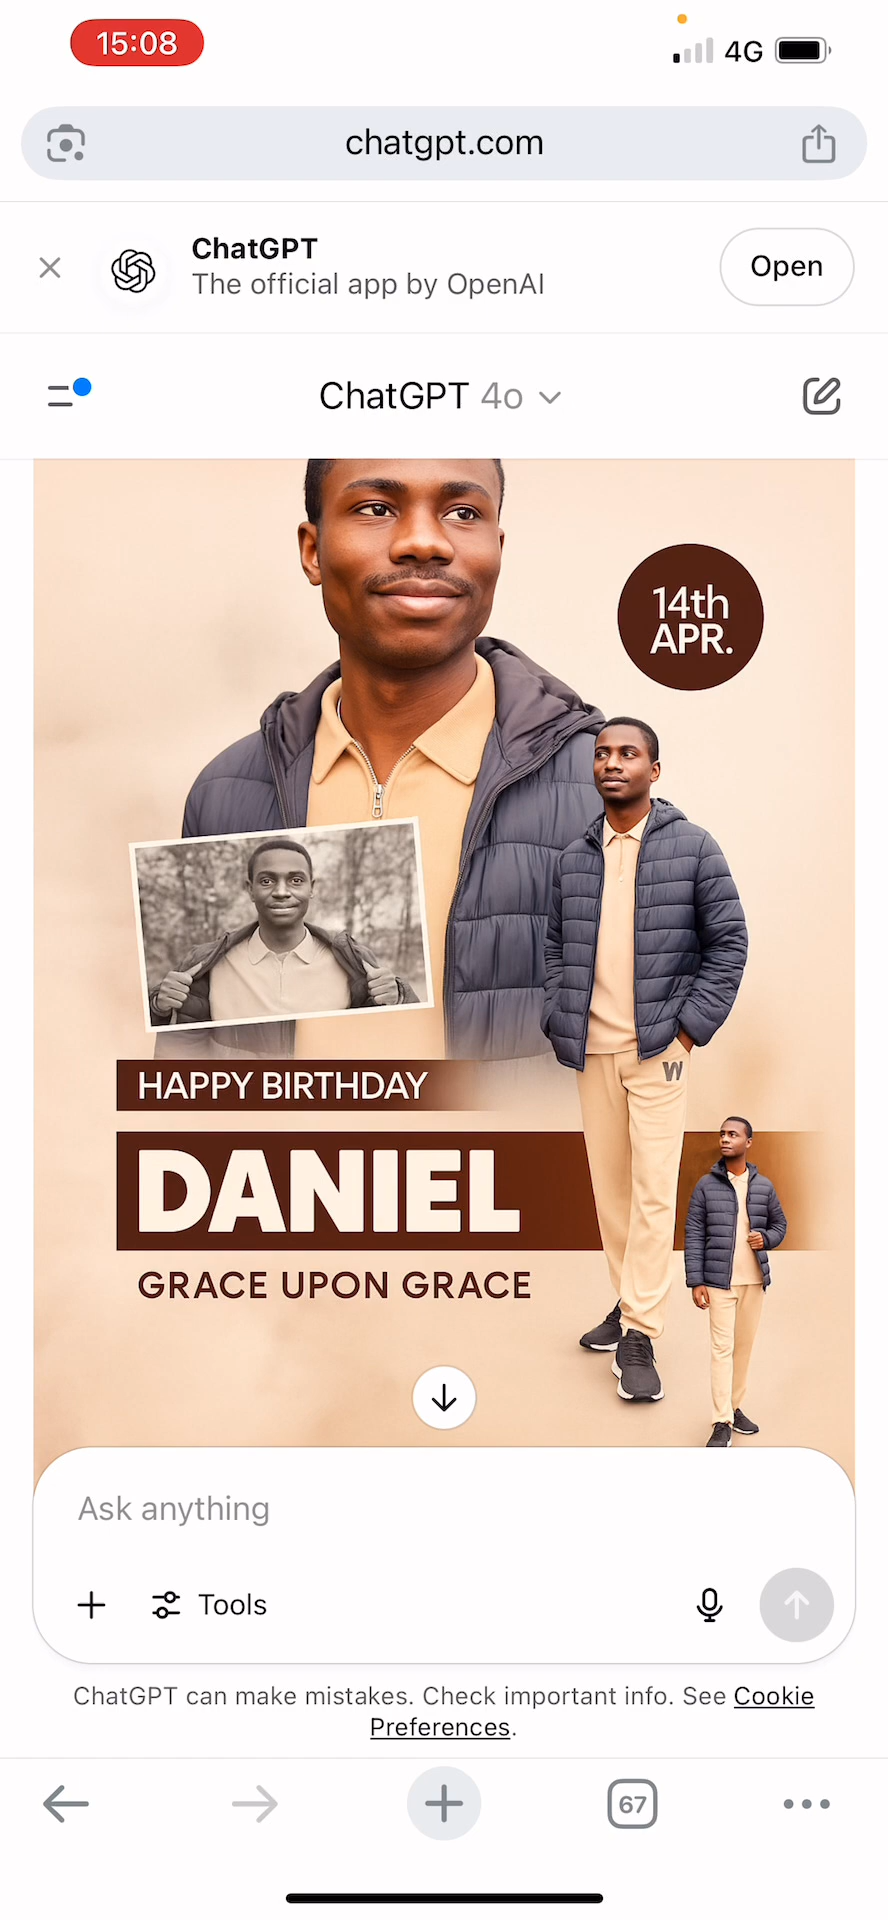 15:08
4G
chatgpt.com
ChatGPT
The official app by OpenAI
Open
ChatGPT 4o
14th
APR.
W
HAPPY BIRTHDAY
DANIEL
GRACE UPON GRACE
Ask anything
Tools
ChatGPT can make mistakes. Check important info. See Cookie
Preferences.
67